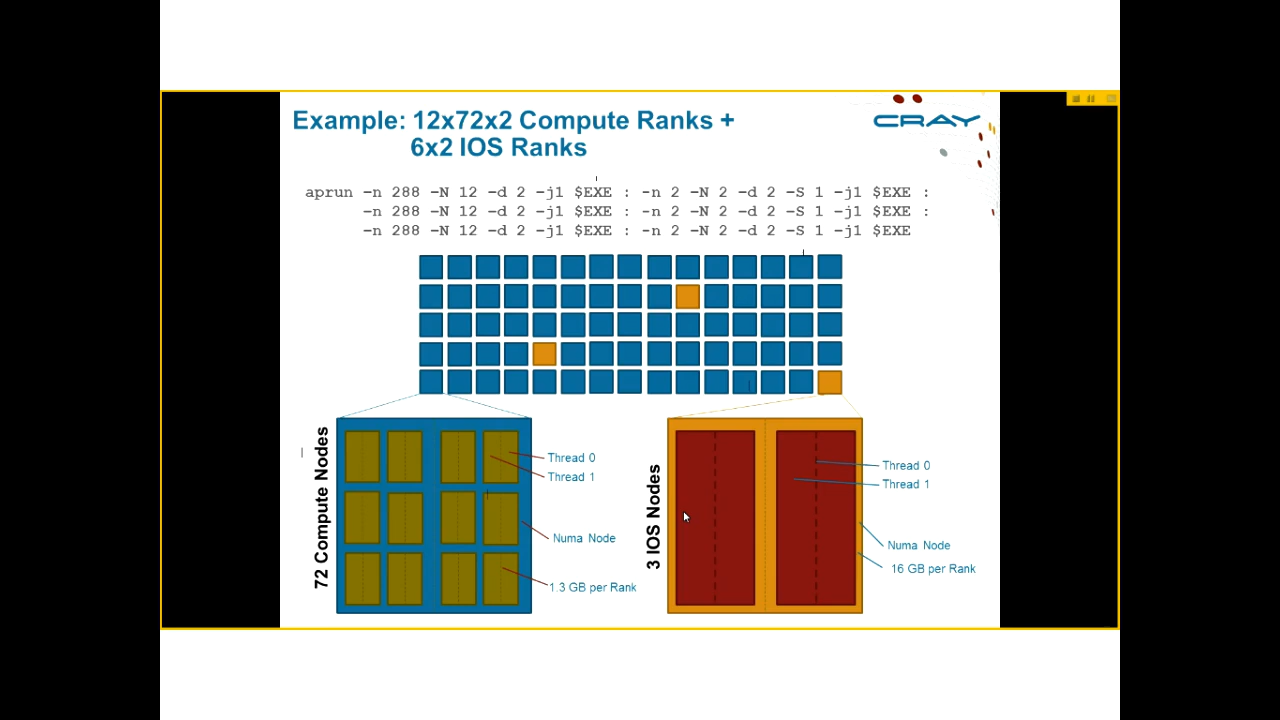 Example: 12x72x2 Compute Ranks +
6x2 IOS Ranks
CRAY
aprun -n 288 -N 12 -d 2 -j1 $EXE : -n 2 -N 2 -d 2 -S 1 -j1 $EXE :
-n 288 -N 12 -d 2 -j1 $EXE : -n 2 -N 2 -d 2 -S 1 -j1 $EXE :
-n 288 -N 12 -d 2 -j1 $EXE : -n 2 -N 2 -d 2 -S 1 -j1 $EXE
72 Compute Nodes
Thread 0
Thread 1
Numa Node
1.3 GB per Rank
3 IOS Nodes
Thread 0
Thread 1
Numa Node
16 GB per Rank